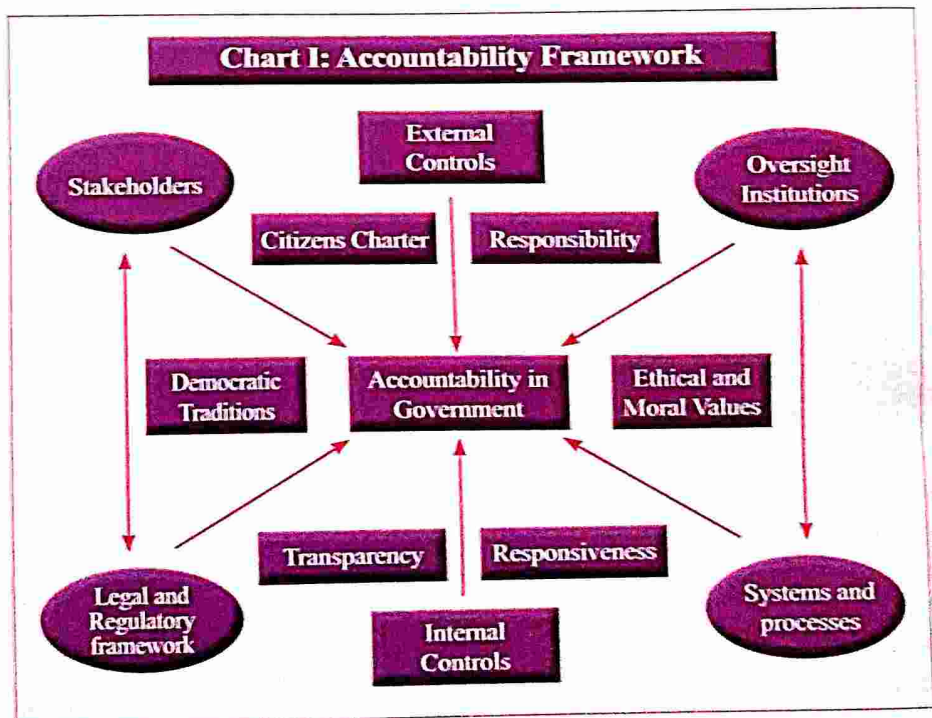 Chart I: Accountability Framework
External
Controls
Stakeholders
Oversight
Institutions
Citizens Charter
Responsibility
Democratic
Traditions
Accountability in
Government
Ethical and
Moral Values
Transparency
Responsiveness
Legal and
Regulatory
framework
Internal
Controls
Systems and
processes